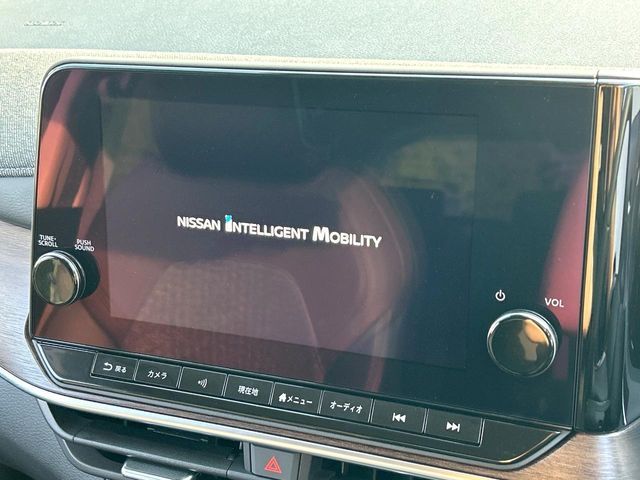 NISSAN INTELLIGENT MOBILITY
TUNE-
SCROLL
PUSH
SOUND
VOL
戻る
カメラ
現在地
メニュー
オーディオ